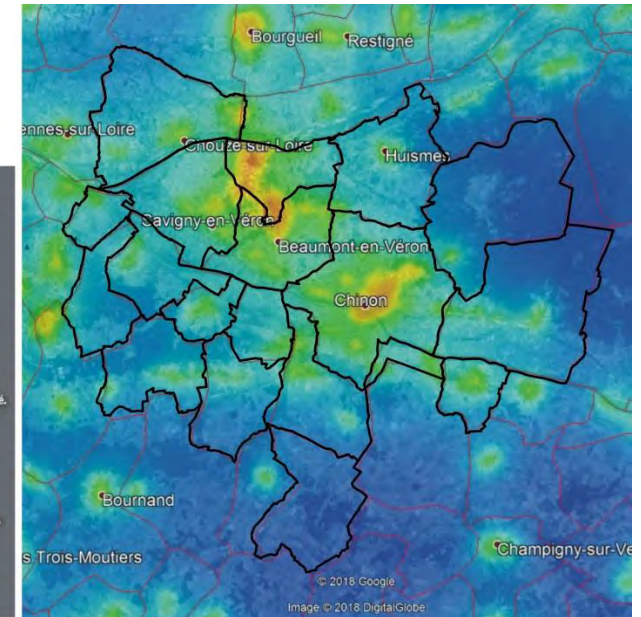 Bourgueil
Restigné
ennes-sur-Loire
Chouze-sur-Loire
Huismes
Savigny-en-Véron
Beaumont-en-Véron
Chinon
Bournand
s Trois-Moutiers
Champigny-sur-Ve
© 2018 Google
Image © 2018 DigitalGlobe
é.